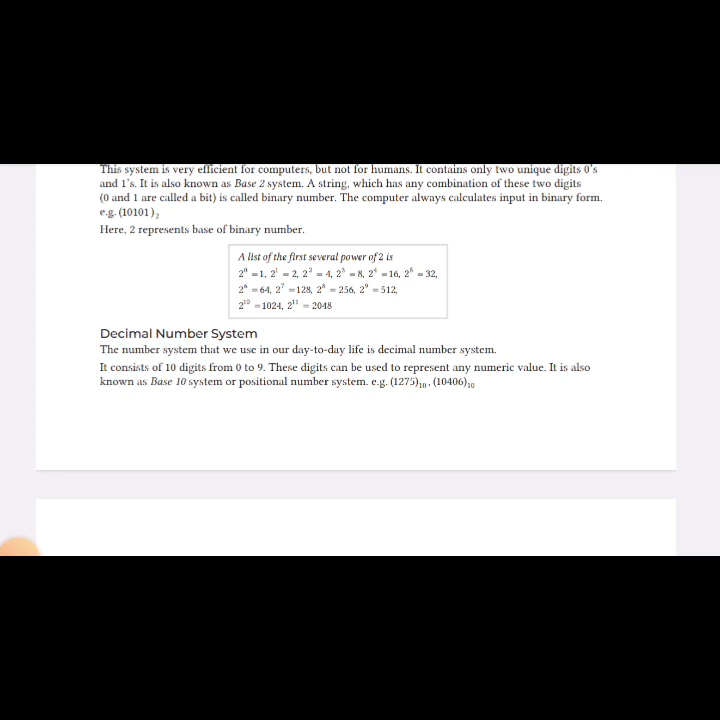 This system is very efficient for computers, but not for humans. It contains only two unique digits 0's
and 1's. It is also known as Base 2 system. A string, which has any combination of these two digits
(0 and 1 are called a bit) is called binary number. The computer always calculates input in binary form.
e.g. (10101)₂
Here, 2 represents base of binary number.
A list of the first several power of 2 is
2⁰ = 1, 2¹ = 2, 2² = 4, 2³ = 8, 2⁴ = 16, 2⁵ = 32,
2⁶ = 64, 2⁷ = 128, 2⁸ = 256, 2⁹ = 512,
2¹⁰ = 1024, 2¹¹ = 2048
Decimal Number System
The number system that we use in our day-to-day life is decimal number system.
It consists of 10 digits from 0 to 9. These digits can be used to represent any numeric value. It is also
known as Base 10 system or positional number system. e.g. (1275)₁₀, (10406)₁₀